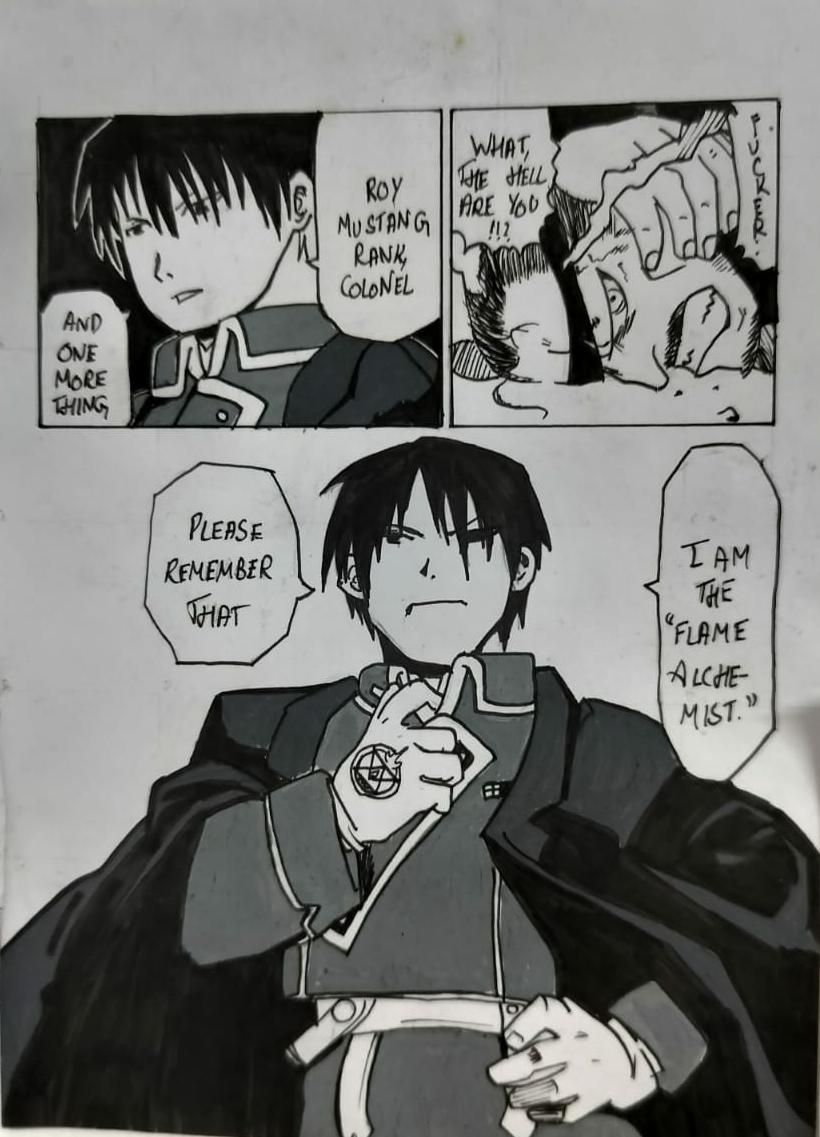 FUCKER..
WHAT,
THE HELL
ARE YOU
!!?
ROY
MUSTANG
RANK,
COLONEL
AND
ONE
MORE
THING
I AM
THE
"FLAME
ALCHE-
MIST."
PLEASE
REMEMBER
THAT